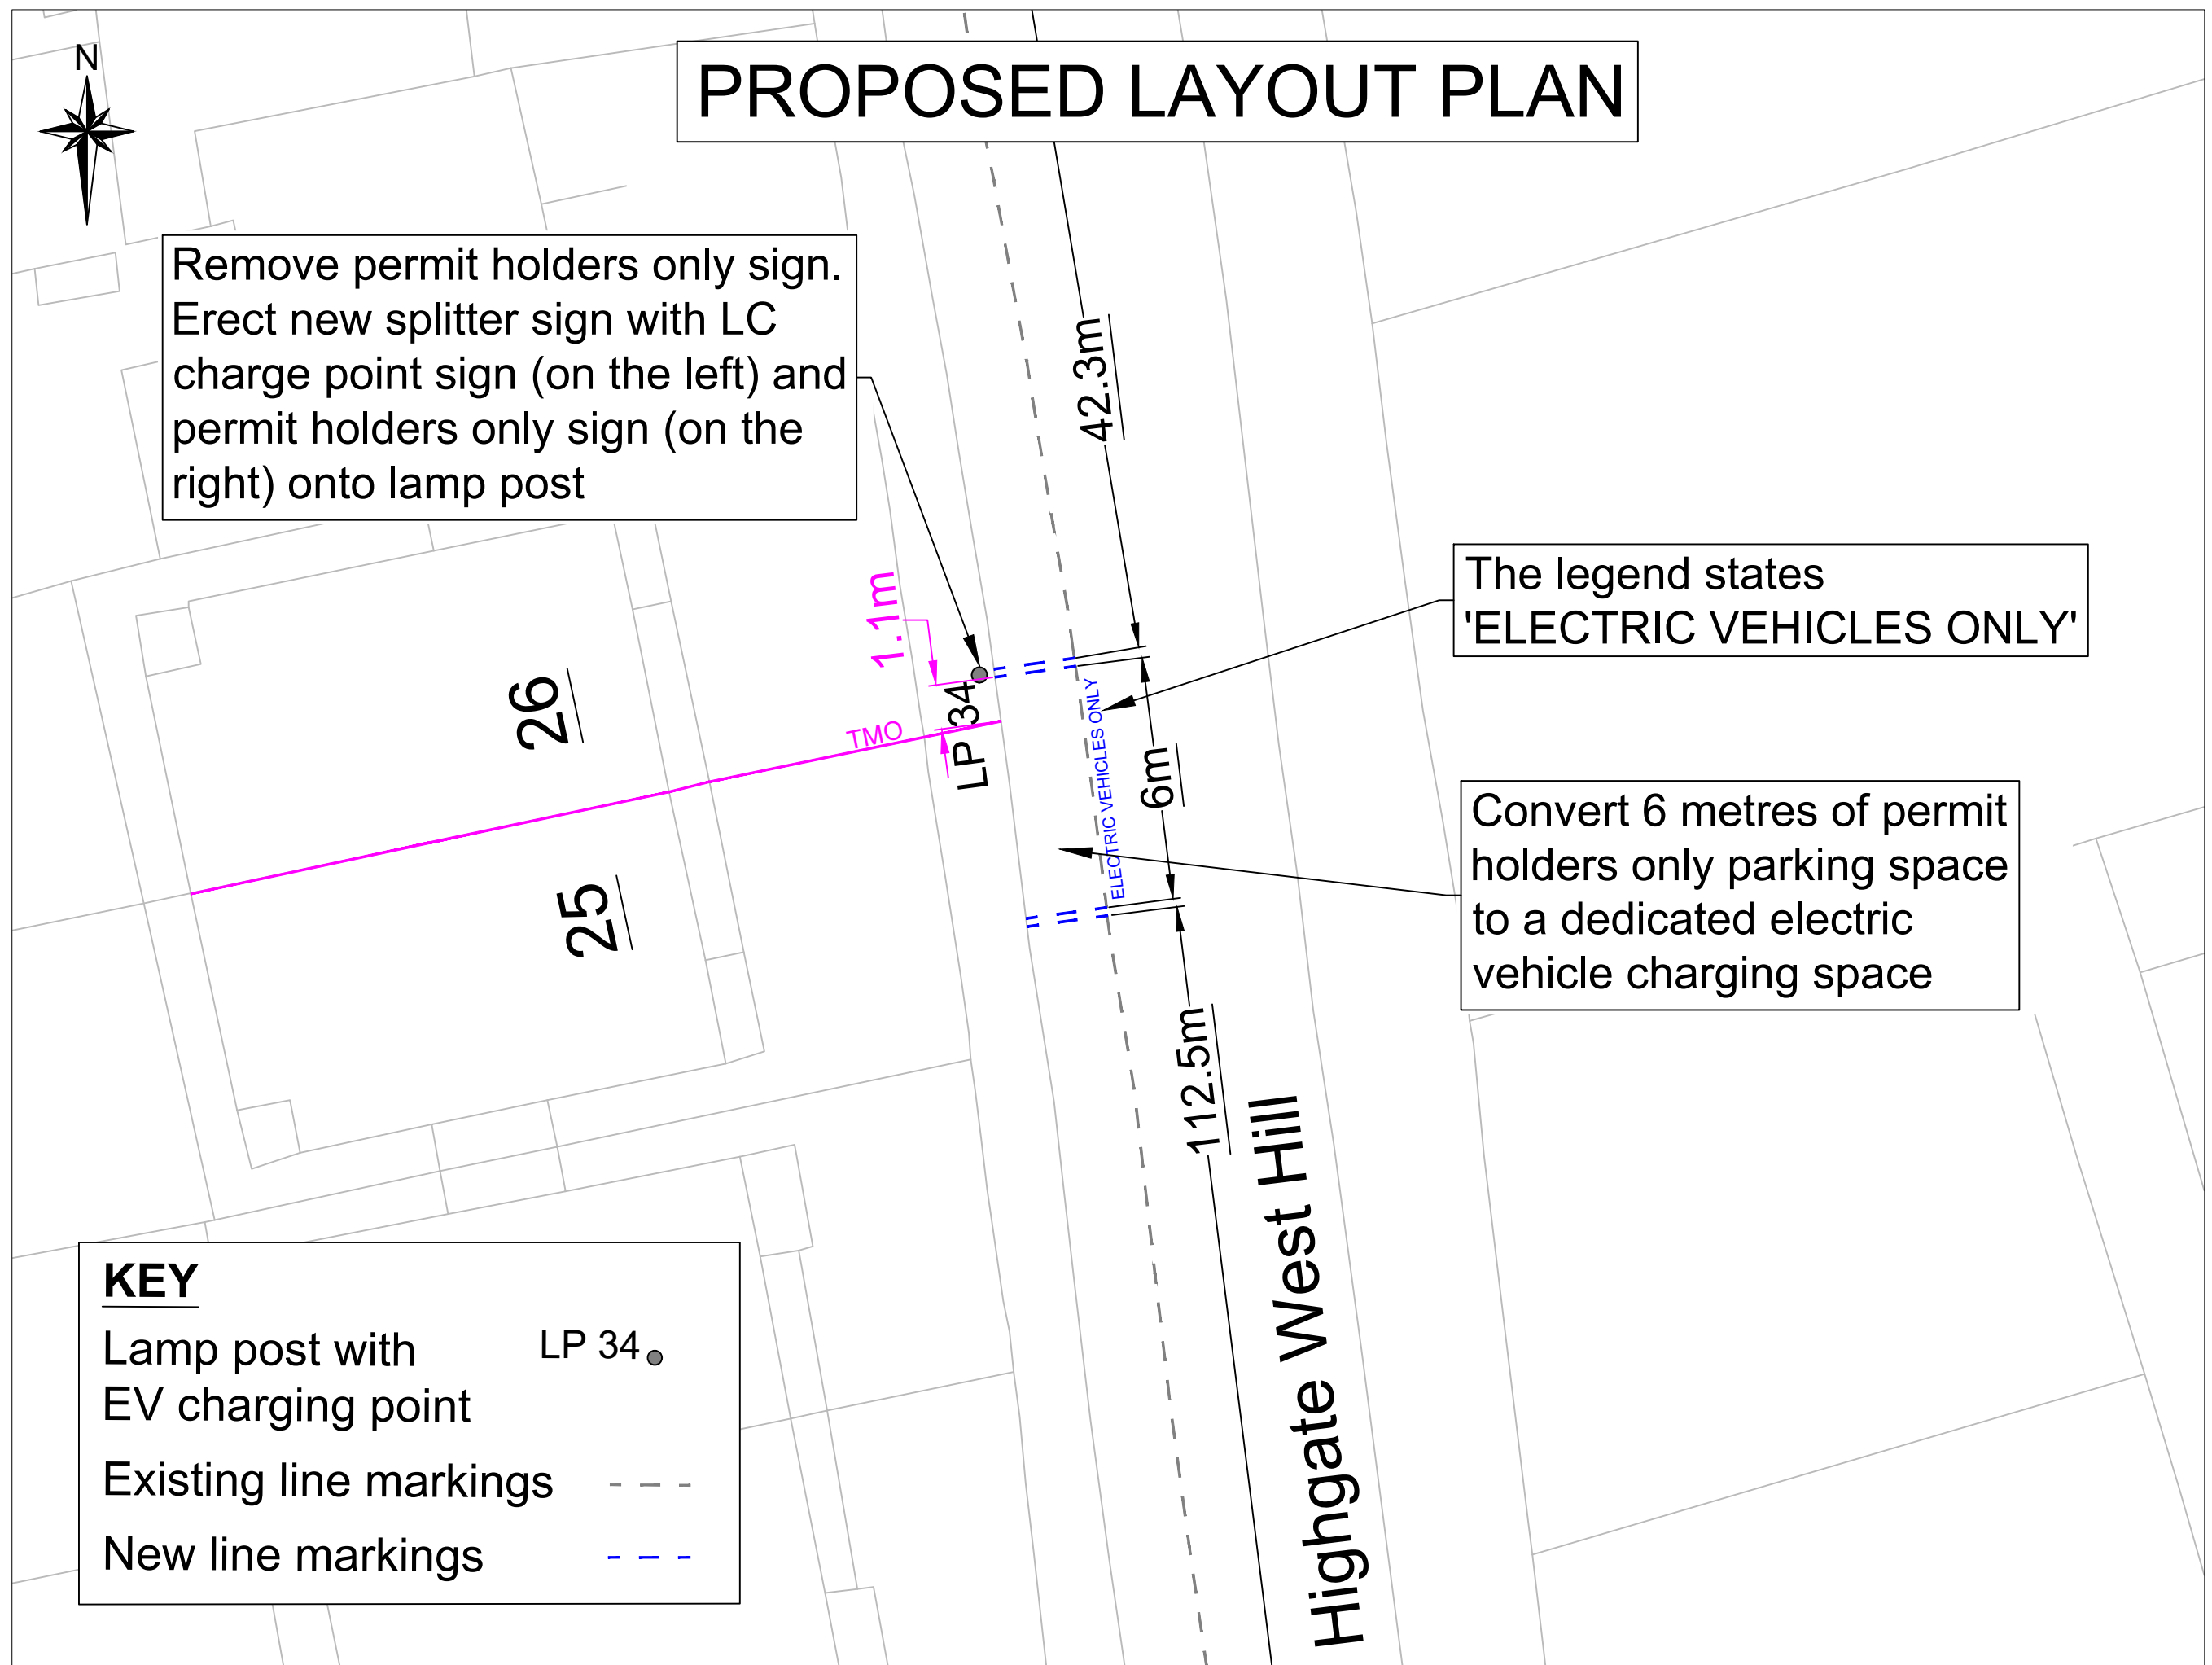 N
PROPOSED LAYOUT PLAN
Remove permit holders only sign.
Erect new splitter sign with LC
charge point sign (on the left) and
permit holders only sign (on the
right) onto lamp post
42.3m
The legend states
'ELECTRIC VEHICLES ONLY'
1.1m
26
LP 34
TMO
ELECTRIC VEHICLES ONLY
6m
Convert 6 metres of permit
holders only parking space
to a dedicated electric
vehicle charging space
25
112.5m
Highgate West Hill
KEY
Lamp post with
EV charging point
LP 34
Existing line markings
New line markings